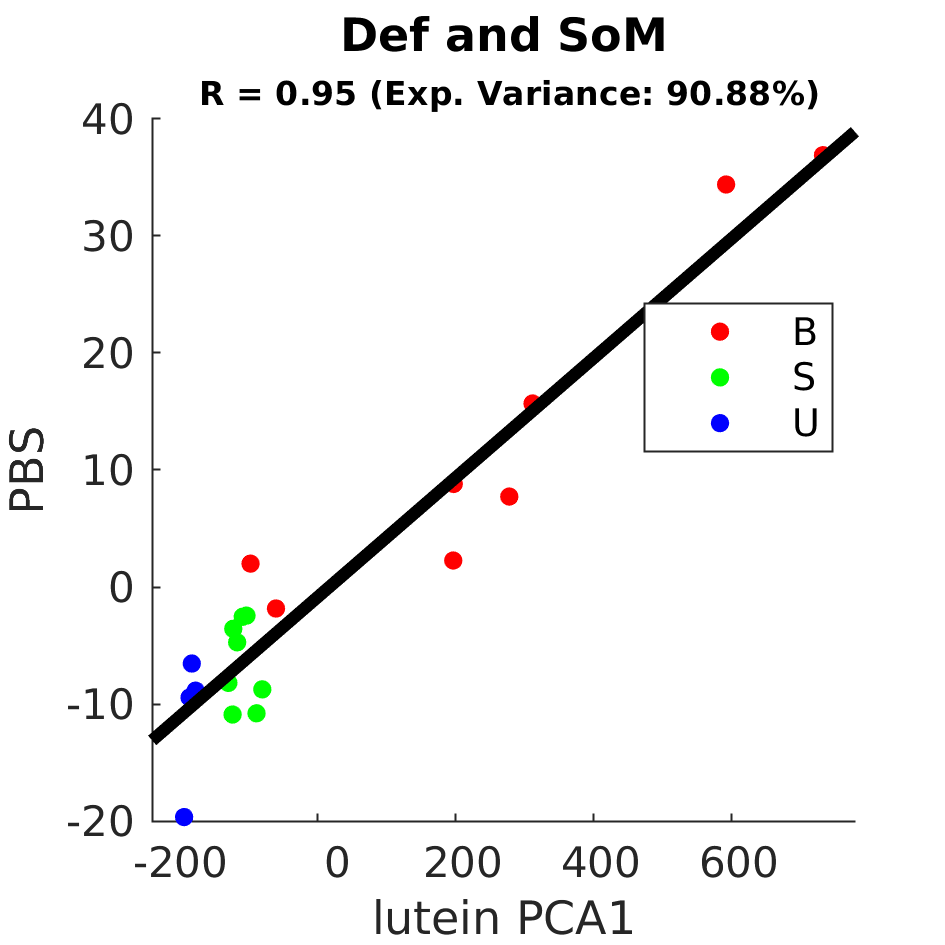 Def and SoM
R = 0.95 (Exp. Variance: 90.88%)
40
30
20
10
0
-10
-20
PBS
B
S
U
-200 0 200 400 600
lutein PCA1